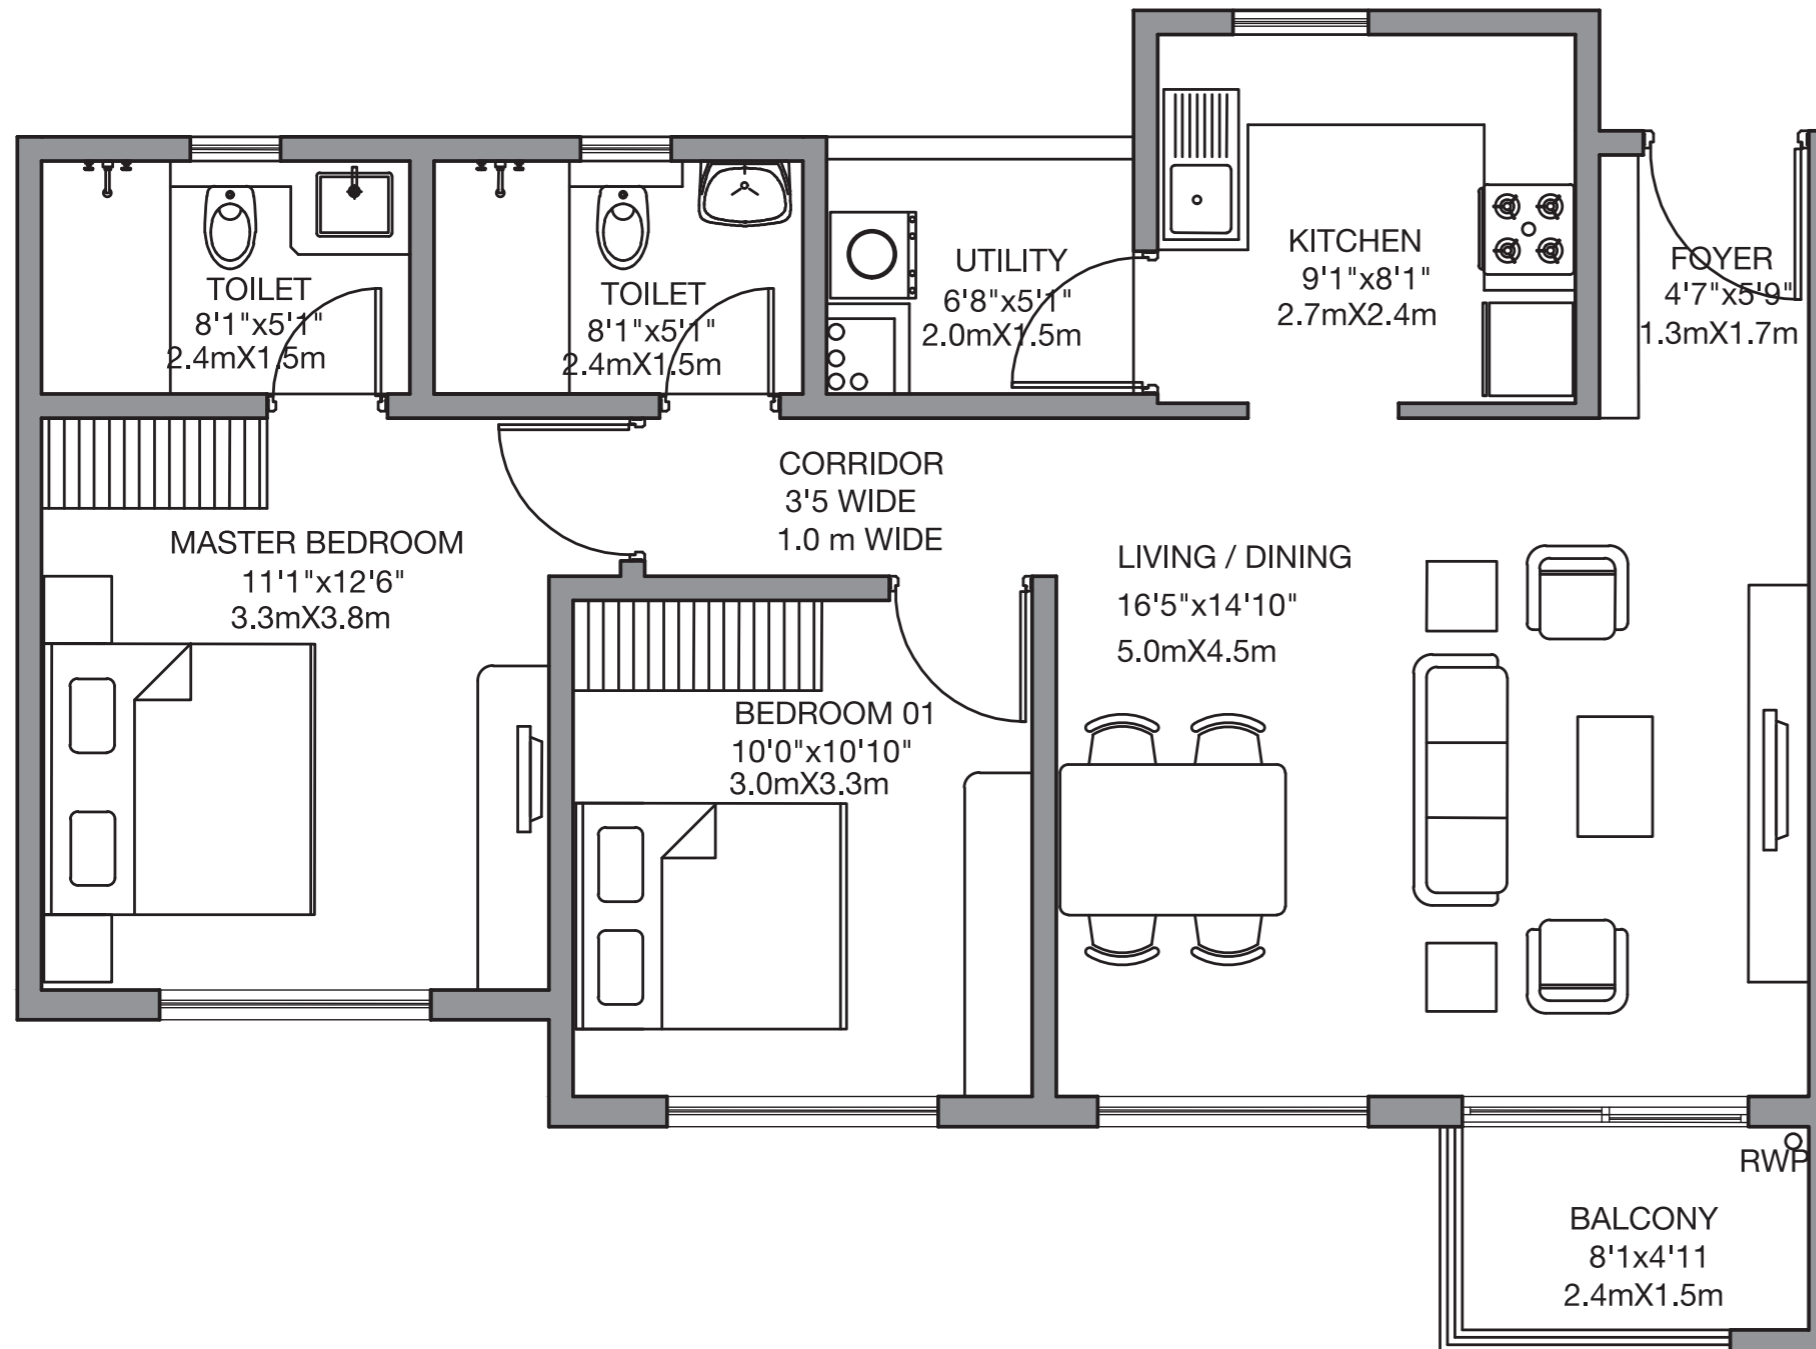 TOILET
8'1"x5'1"
2.4mX1.5m
TOILET
8'1"x5'1"
2.4mX1.5m
UTILITY
6'8"x5'1"
2.0mX1.5m
KITCHEN
9'1"x8'1"
2.7mX2.4m
FOYER
4'7"x5'9"
1.3mX1.7m
MASTER BEDROOM
11'1"x12'6"
3.3mX3.8m
CORRIDOR
3'5 WIDE
1.0 m WIDE
LIVING / DINING
16'5"x14'10"
5.0mX4.5m
BEDROOM 01
10'0"x10'10"
3.0mX3.3m
RWP
BALCONY
8'1x4'11
2.4mX1.5m